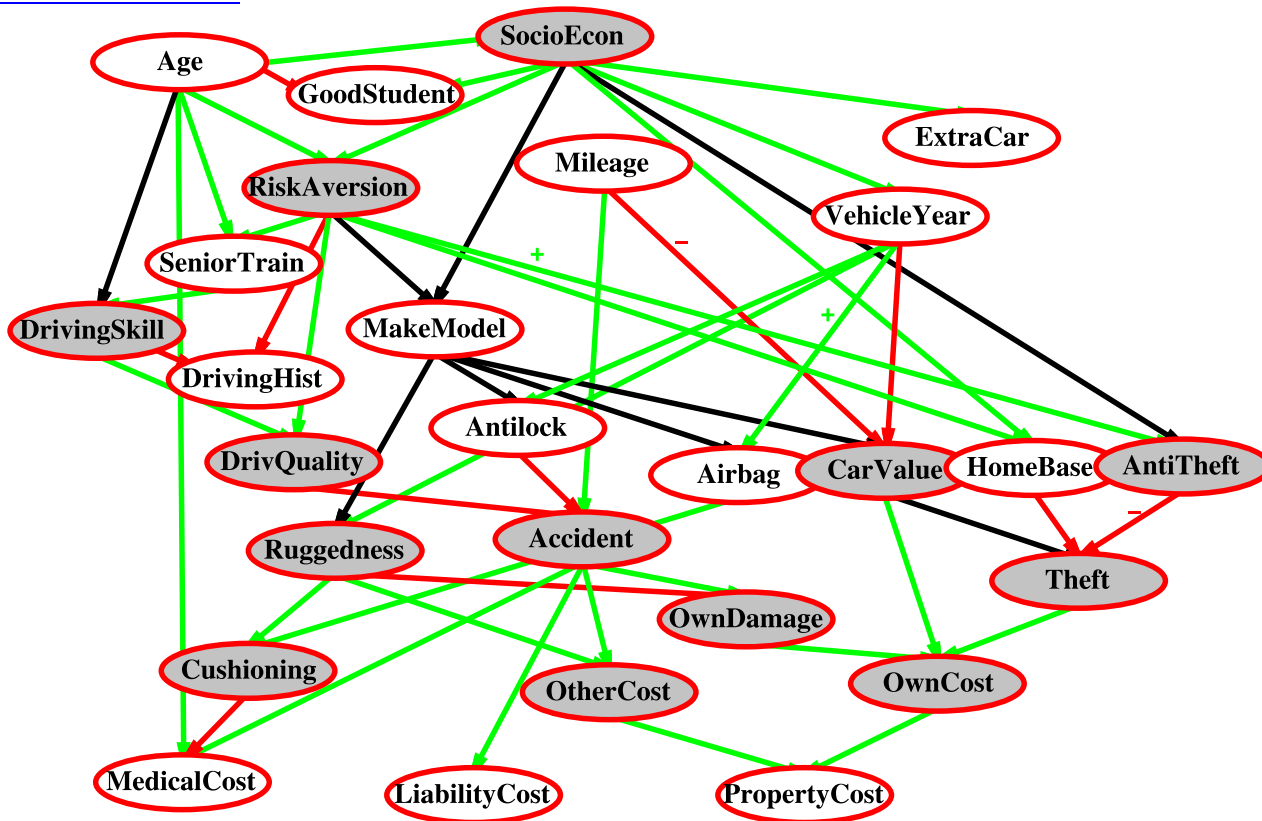 SocioEcon
Age
GoodStudent
ExtraCar
Mileage
RiskAversion
VehicleYear
+
−
SeniorTrain
+
DrivingSkill
MakeModel
DrivingHist
Antilock
DrivQuality
Airbag
CarValue
HomeBase
AntiTheft
−
Accident
Ruggedness
Theft
OwnDamage
Cushioning
OtherCost
OwnCost
MedicalCost
LiabilityCost
PropertyCost